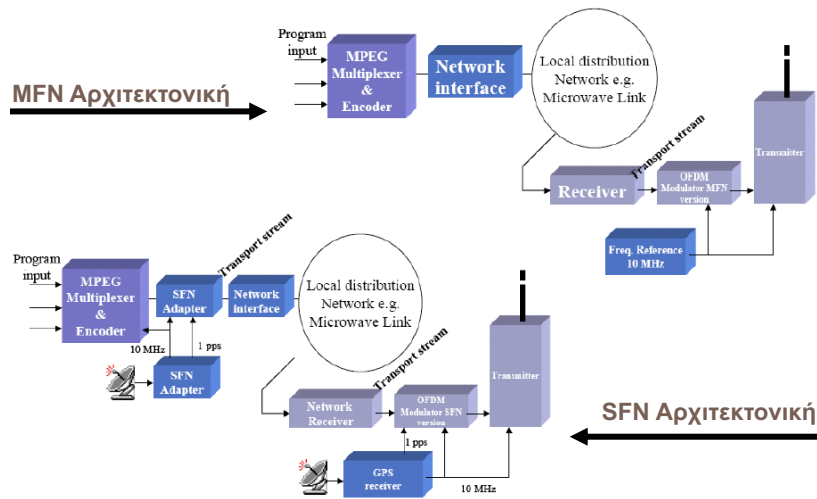 Program
input
MPEG
Multiplexer
&
Encoder
Network
interface
Local distribution
Network e.g.
Microwave Link
MFN Αρχιτεκτονική
Transport stream
Receiver
OFDM
Modulator MFN
version
Transmitter
Freq. Reference
10 MHz
Program
input
MPEG
Multiplexer
&
Encoder
SFN
Adapter
Transport stream
Network
interface
Local distribution
Network e.g.
Microwave Link
10 MHz
1 pps
SFN
Adapter
Transport stream
Network
Receiver
OFDM
Modulator SFN
version
Transmitter
SFN Αρχιτεκτονική
1 pps
GPS
receiver
10 MHz